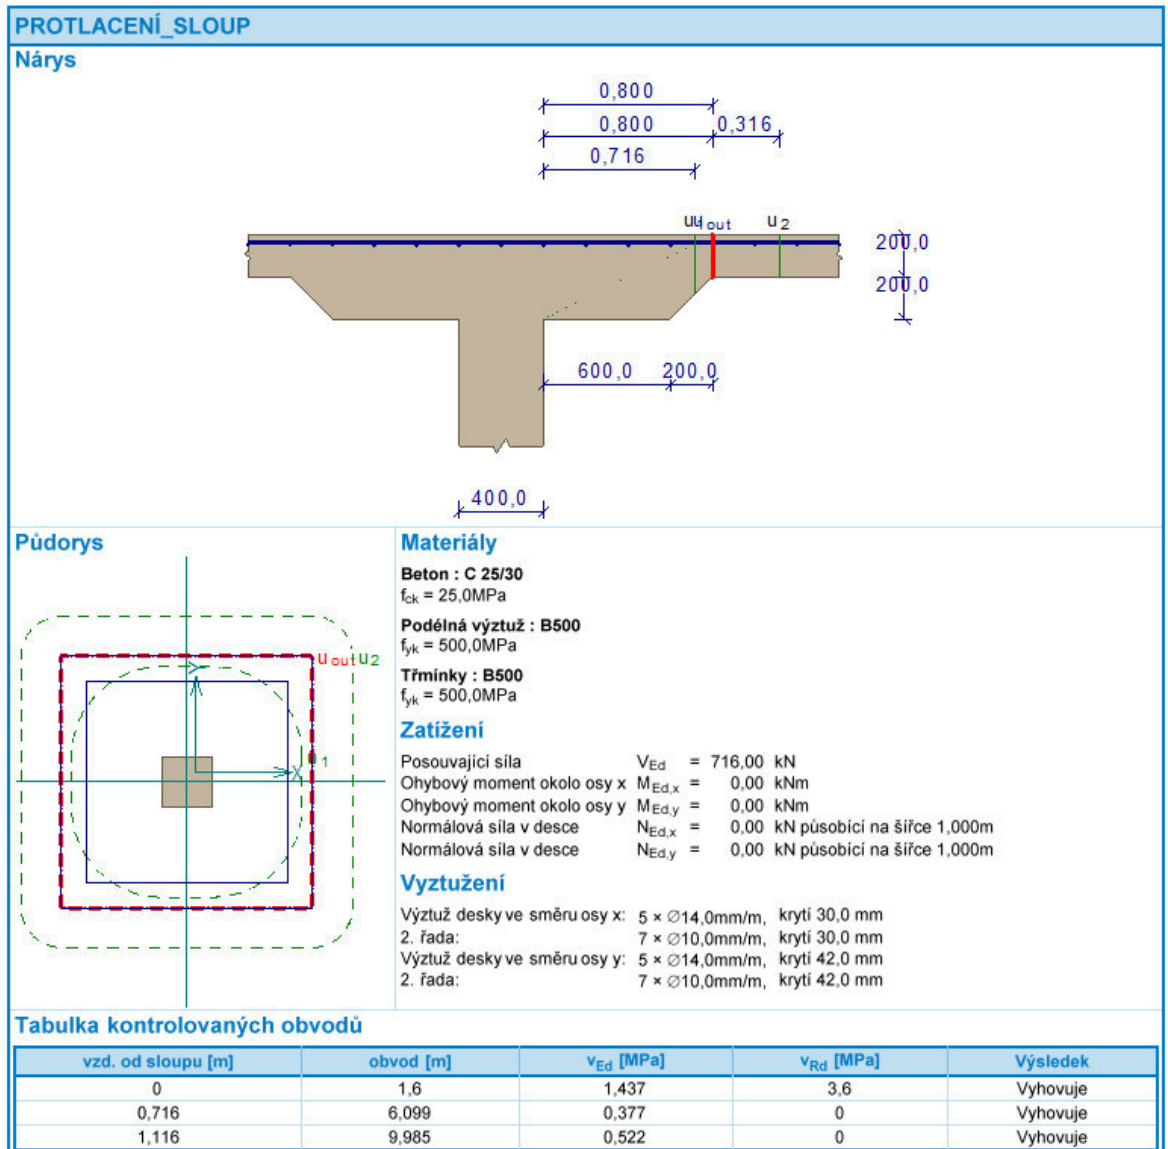 PROTLACENÍ_SLOUP
Nárys
0,800
0,800 0,316
0,716
u1 uout u2
200,0
200,0
600,0 200,0
400,0
Půdorys
uout u2
Y
X
u1
Materiály
Beton : C 25/30
fck = 25,0MPa
Podélná výztuž : B500
fyk = 500,0MPa
Třmínky : B500
fyk = 500,0MPa
Zatížení
Posouvající síla VEd = 716,00 kN
Ohybový moment okolo osy x MEd,x = 0,00 kNm
Ohybový moment okolo osy y MEd,y = 0,00 kNm
Normálová síla v desce NEd,x = 0,00 kN působící na šířce 1,000m
Normálová síla v desce NEd,y = 0,00 kN působící na šířce 1,000m
Vyztužení
Výztuž desky ve směru osy x: 5 × ∅14,0mm/m, krytí 30,0 mm
2. řada: 7 × ∅10,0mm/m, krytí 30,0 mm
Výztuž desky ve směru osy y: 5 × ∅14,0mm/m, krytí 42,0 mm
2. řada: 7 × ∅10,0mm/m, krytí 42,0 mm
Tabulka kontrolovaných obvodů
vzd. od sloupu [m] obvod [m] vEd [MPa] vRd [MPa] Výsledek
0 1,6 1,437 3,6 Vyhovuje
0,716 6,099 0,377 0 Vyhovuje
1,116 9,985 0,522 0 Vyhovuje